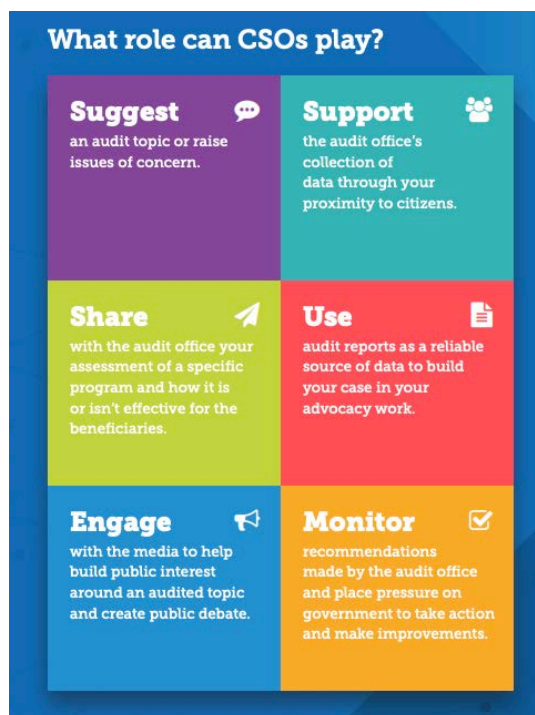 What role can CSOs play?
Suggest
an audit topic or raise
issues of concern.
Support
the audit office's
collection of
data through your
proximity to citizens.
Share
with the audit office your
assessment of a specific
program and how it is
or isn't effective for the
beneficiaries.
Use
audit reports as a reliable
source of data to build
your case in your
advocacy work.
Engage
with the media to help
build public interest
around an audited topic
and create public debate.
Monitor
recommendations
made by the audit office
and place pressure on
government to take action
and make improvements.